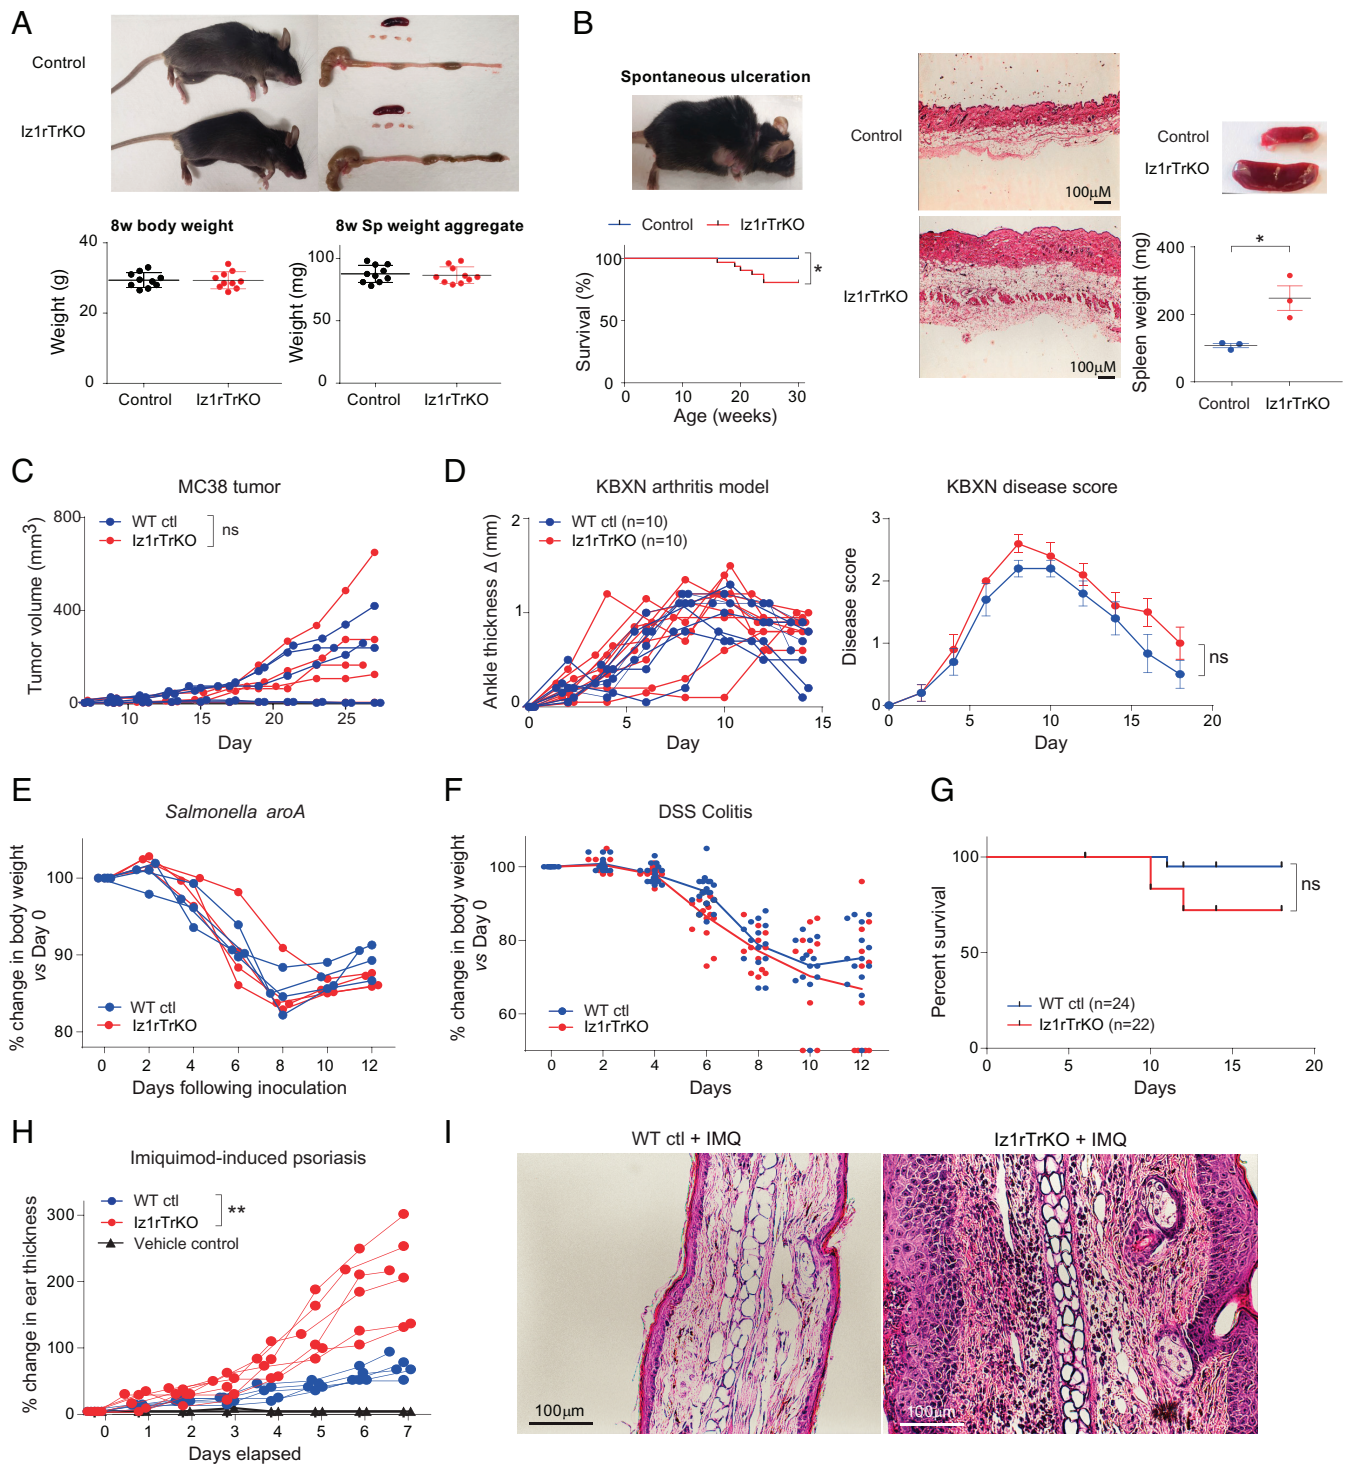 A
Control
Iz1rTrKO
8w body weight
Weight (g)
40
20
0
Control
Iz1rTrKO
8w Sp weight aggregate
Weight (mg)
100
50
0
Control
Iz1rTrKO
B
Spontaneous ulceration
Control
Iz1rTrKO
Survival (%)
100
50
0
*
0
10
20
30
Age (weeks)
Control
100µM
Iz1rTrKO
100µM
Control
Iz1rTrKO
Spleen weight (mg)
400
200
0
*
Control
Iz1rTrKO
C
MC38 tumor
WT ctl
Iz1rTrKO
ns
Tumor volume (mm3)
800
400
0
10
15
20
25
Day
D
KBXN arthritis model
WT ctl (n=10)
Iz1rTrKO (n=10)
Ankle thickness Δ (mm)
2
1
0
0
5
10
15
Day
KBXN disease score
Disease score
3
2
1
0
ns
0
5
10
15
20
Day
E
Salmonella aroA
% change in body weight
vs Day 0
100
90
80
WT ctl
Iz1rTrKO
0 2 4 6 8 10 12
Days following inoculation
F
DSS Colitis
% change in body weight
vs Day 0
100
80
60
WT ctl
Iz1rTrKO
0 2 4 6 8 10 12
Days
G
Percent survival
100
50
0
ns
WT ctl (n=24)
Iz1rTrKO (n=22)
0 5 10 15 20
Days
H
Imiquimod-induced psoriasis
WT ctl
Iz1rTrKO
**
Vehicle control
% change in ear thickness
300
200
100
0
0 1 2 3 4 5 6 7
Days elapsed
I
WT ctl + IMQ
100µm
Iz1rTrKO + IMQ
100µm